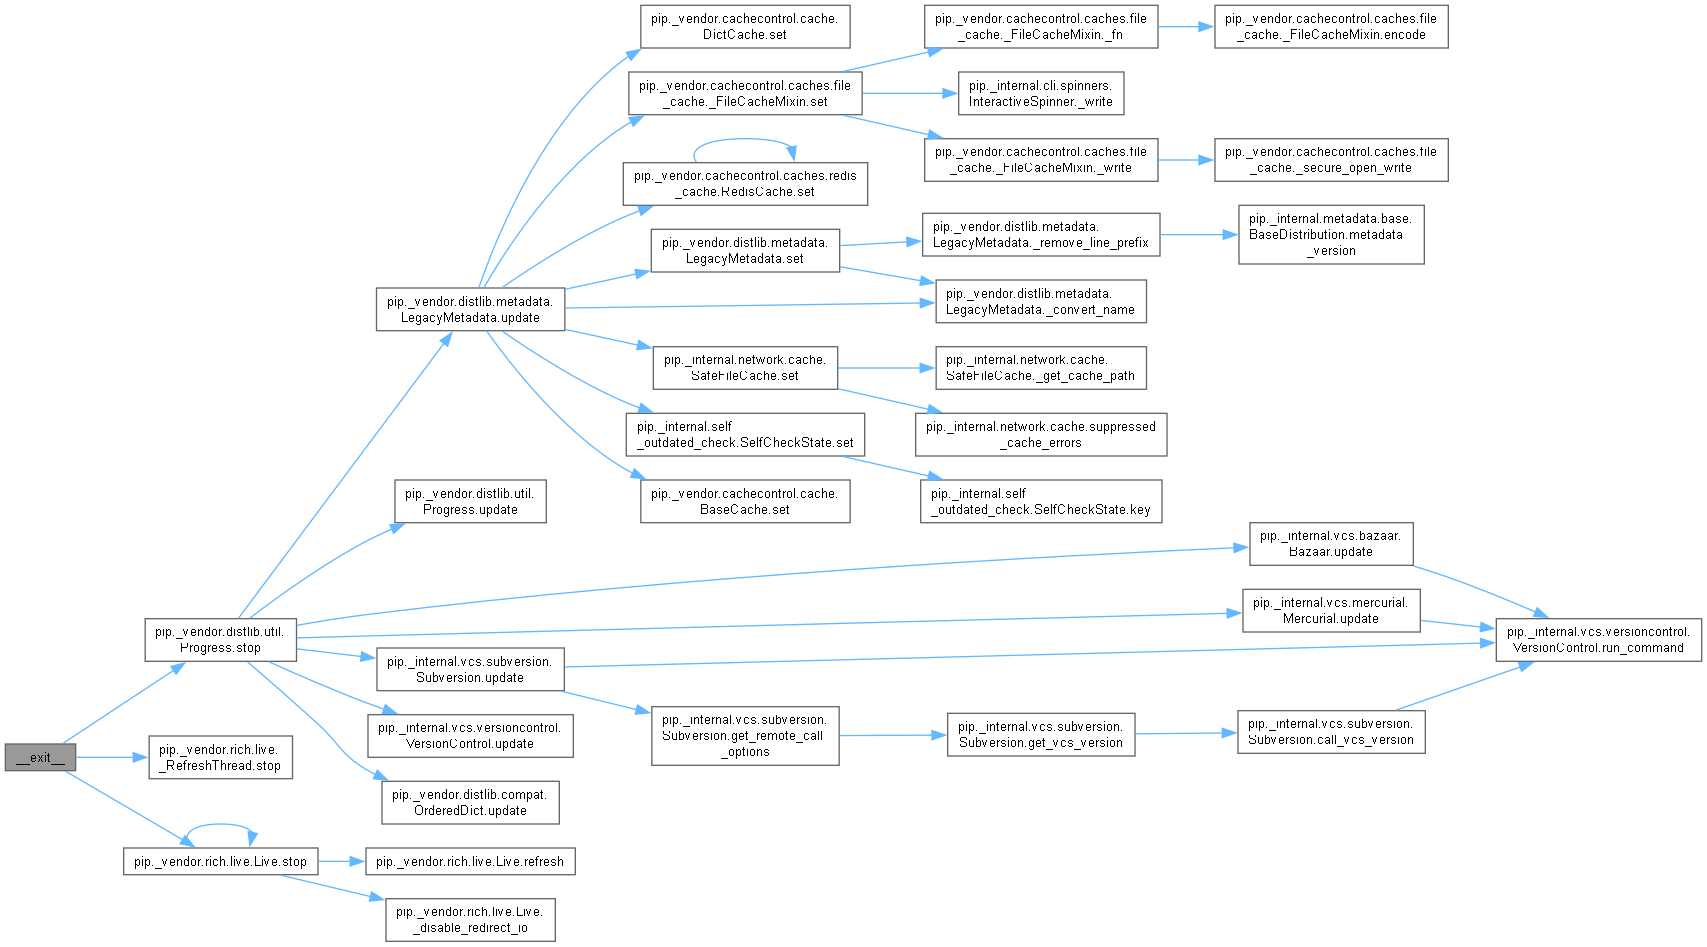 __exit__
pip._vendor.distlib.util.
Progress.stop
pip._vendor.rich.live.
_RefreshThread.stop
pip._vendor.rich.live.Live.stop
pip._vendor.distlib.metadata.
LegacyMetadata.update
pip._vendor.distlib.util.
Progress.update
pip._internal.vcs.subversion.
Subversion.update
pip._internal.vcs.versioncontrol.
VersionControl.update
pip._vendor.distlib.compat.
OrderedDict.update
pip._vendor.rich.live.Live.refresh
pip._vendor.rich.live.Live.
_disable_redirect_io
pip._vendor.cachecontrol.cache.
DictCache.set
pip._vendor.cachecontrol.caches.file
_cache._FileCacheMixin.set
pip._vendor.cachecontrol.caches.redis
_cache.RedisCache.set
pip._vendor.distlib.metadata.
LegacyMetadata.set
pip._internal.network.cache.
SafeFileCache.set
pip._internal.self
_outdated_check.SelfCheckState.set
pip._vendor.cachecontrol.cache.
BaseCache.set
pip._internal.vcs.subversion.
Subversion.get_remote_call
_options
pip._vendor.cachecontrol.caches.file
_cache._FileCacheMixin._fn
pip._internal.cli.spinners.
InteractiveSpinner._write
pip._vendor.cachecontrol.caches.file
_cache._FileCacheMixin._write
pip._vendor.distlib.metadata.
LegacyMetadata._remove_line_prefix
pip._vendor.distlib.metadata.
LegacyMetadata._convert_name
pip._internal.network.cache.
SafeFileCache._get_cache_path
pip._internal.network.cache.suppressed
_cache_errors
pip._internal.self
_outdated_check.SelfCheckState.key
pip._internal.vcs.subversion.
Subversion.get_vcs_version
pip._vendor.cachecontrol.caches.file
_cache._FileCacheMixin.encode
pip._vendor.cachecontrol.caches.file
_cache._secure_open_write
pip._internal.metadata.base.
BaseDistribution.metadata
_version
pip._internal.vcs.bazaar.
Bazaar.update
pip._internal.vcs.mercurial.
Mercurial.update
pip._internal.vcs.subversion.
Subversion.call_vcs_version
pip._internal.vcs.versioncontrol.
VersionControl.run_command